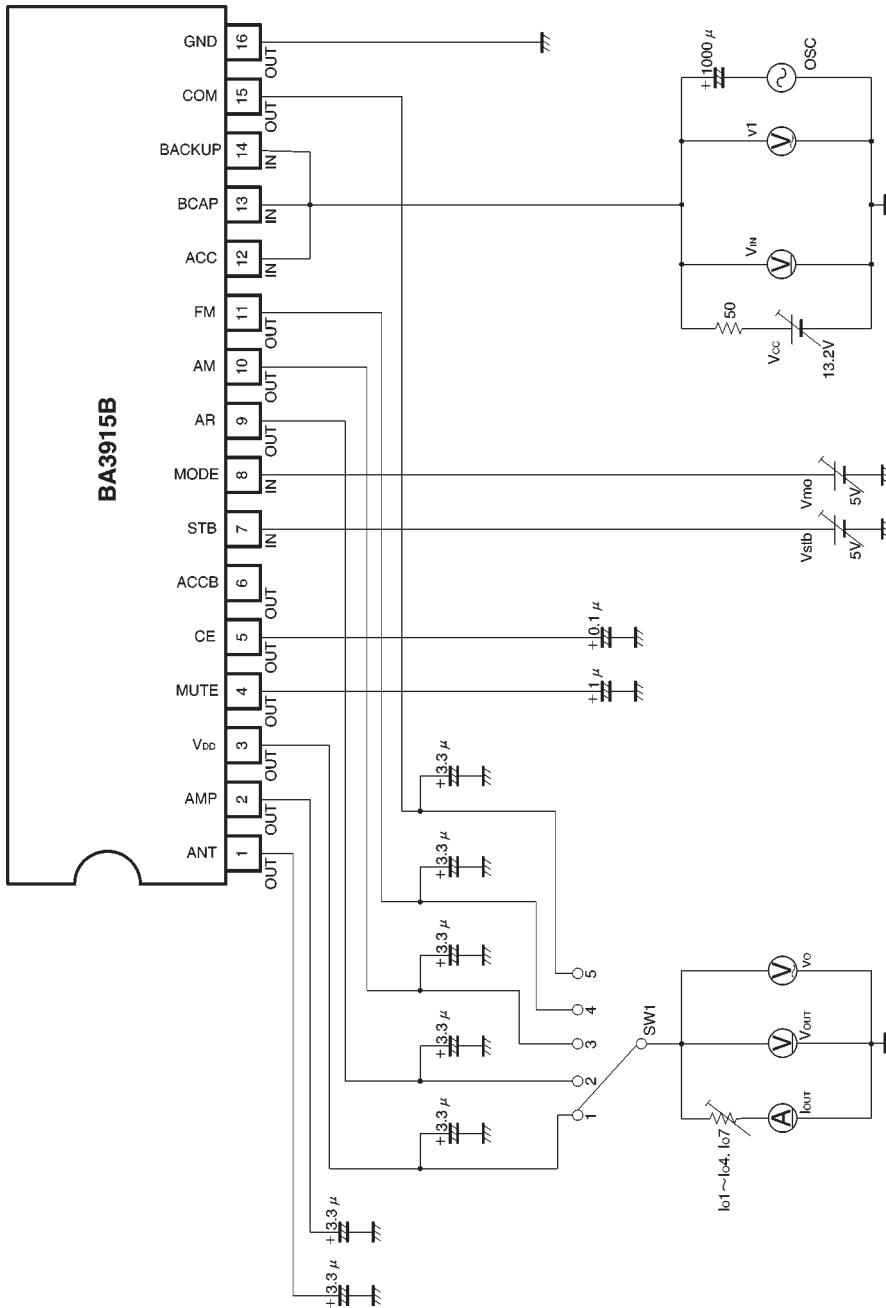 BA3915B
GND
16
OUT
COM
15
OUT
BACKUP
14
IN
BCAP
13
IN
ACC
12
IN
FM
11
OUT
AM
10
OUT
AR
9
OUT
MODE
8
IN
STB
7
IN
ACCB
6
OUT
CE
5
OUT
MUTE
4
OUT
VDD
3
OUT
AMP
2
OUT
ANT
1
OUT
+ 1000 μ
OSC
v1
V
VIN
V
50
Vcc
13.2V
Vmo
5V
Vstb
5V
+ 0.1 μ
+ 1 μ
+ 3.3 μ
+ 3.3 μ
+ 3.3 μ
+ 3.3 μ
+ 3.3 μ
+ 3.3 μ
+ 3.3 μ
5
4
3
2
1
SW1
V
vo
V
VOUT
A
IOUT
Io1~Io4. Io7